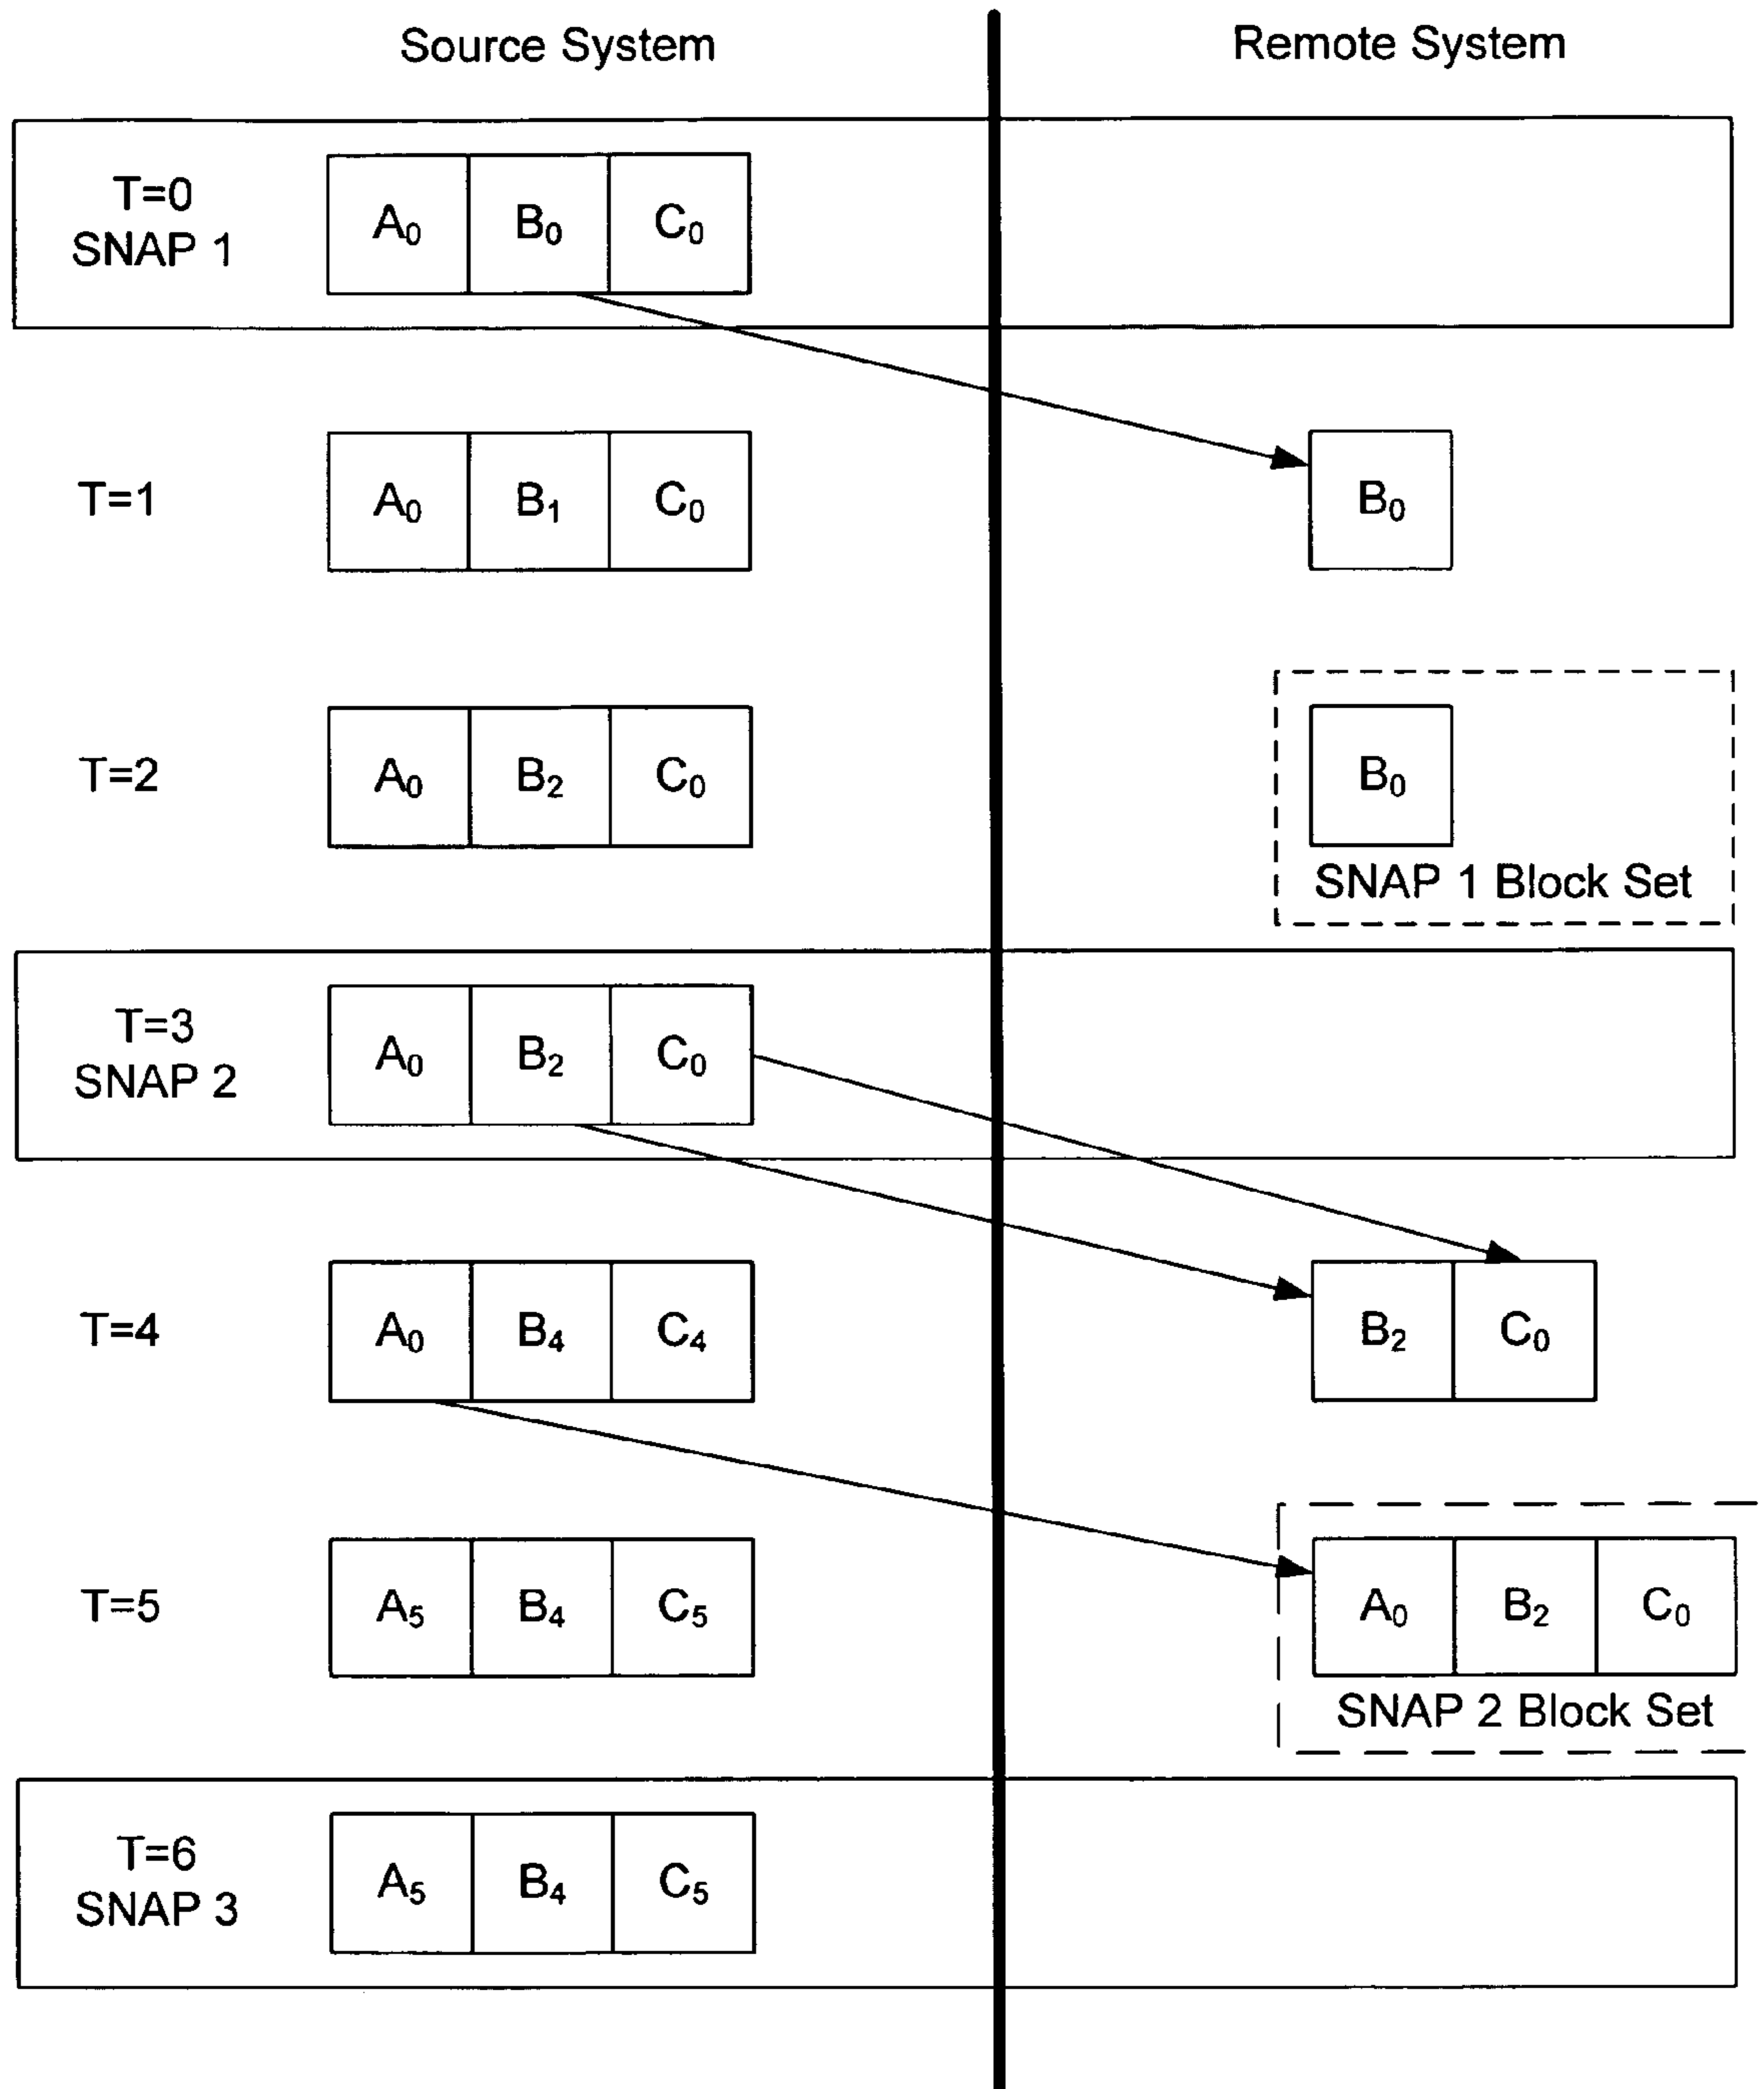 Source System
Remote System
T=0
SNAP 1
A₀ B₀ C₀
T=1
A₀ B₁ C₀
B₀
T=2
A₀ B₂ C₀
B₀
SNAP 1 Block Set
T=3
SNAP 2
A₀ B₂ C₀
T=4
A₀ B₄ C₄
B₂ C₀
T=5
A₅ B₄ C₅
A₀ B₂ C₀
SNAP 2 Block Set
T=6
SNAP 3
A₅ B₄ C₅